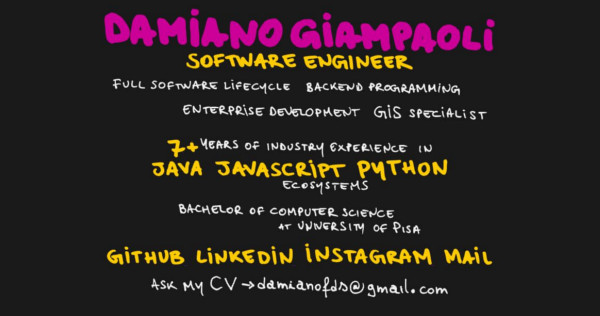 DAMIANO GIAMPAOLI
SOFTWARE ENGINEER
FULL SOFTWARE LIFECYCLE BACKEND PROGRAMMING
ENTERPRISE DEVELOPMENT GIS SPECIALIST
7+ YEARS OF INDUSTRY EXPERIENCE IN
JAVA JAVASCRIPT PYTHON
ECOSYSTEMS
BACHELOR OF COMPUTER SCIENCE
AT UNIVERSITY OF PISA
GITHUB LINKEDIN INSTAGRAM MAIL
ASK MY CV → damianofds@gmail.com